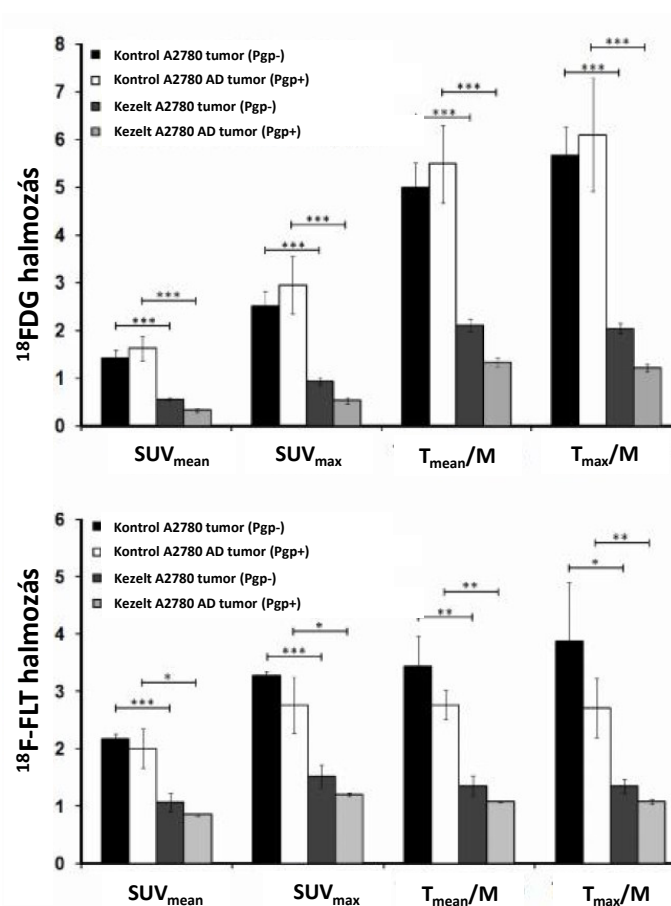 8
7
6
5
4
3
2
1
0
¹⁸FDG halmozás
Kontrol A2780 tumor (Pgp-)
Kontrol A2780 AD tumor (Pgp+)
Kezelt A2780 tumor (Pgp-)
Kezelt A2780 AD tumor (Pgp+)
*** ***
*** ***
*** ***
*** ***
SUVmean SUVmax Tmean/M Tmax/M
6
5
4
3
2
1
0
¹⁸F-FLT halmozás
Kontrol A2780 tumor (Pgp-)
Kontrol A2780 AD tumor (Pgp+)
Kezelt A2780 tumor (Pgp-)
Kezelt A2780 AD tumor (Pgp+)
*** *
*** *
** **
* **
SUVmean SUVmax Tmean/M Tmax/M